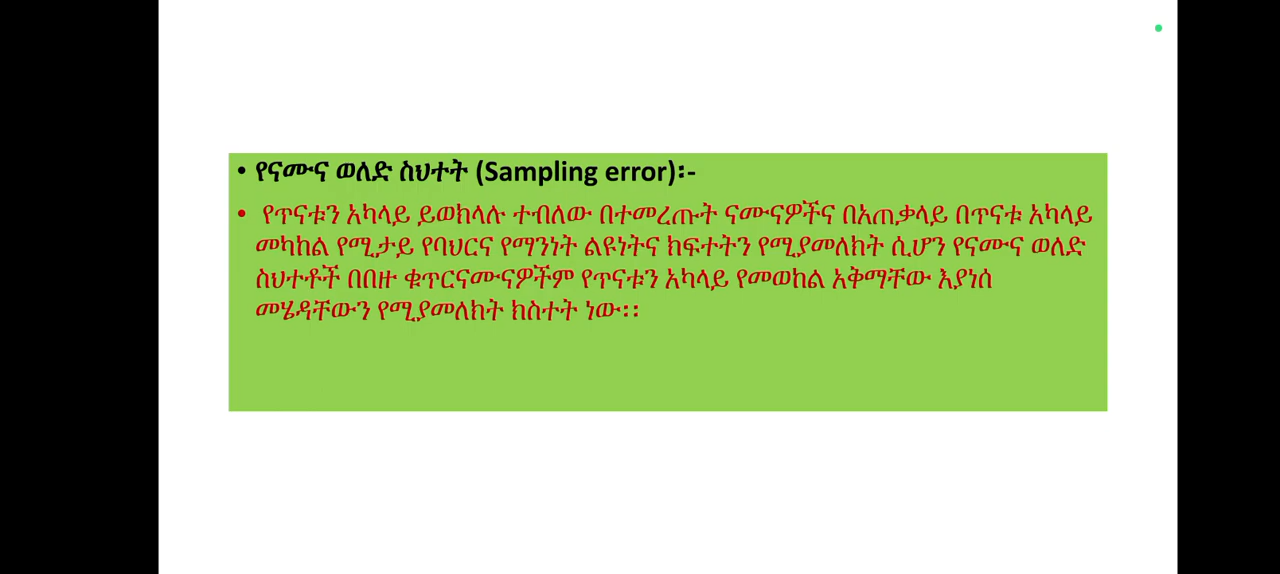 • የናሙና ወለድ ስህተት (Sampling error)፡-
• የጥናቱን አካላይ ይወክላሉ ተብለው በተመረጡት ናሙናዎችና በአጠቃላይ በጥናቱ አካላይ
መካከል የሚታይ የባህርና የማንነት ልዩነትና ክፍተትን የሚያመለክት ሲሆን የናሙና ወለድ
ስህተቶች በበዙ ቁጥርናሙናዎችም የጥናቱን አካላይ የመወከል አቅማቸው እያነሰ
መሄዳቸውን የሚያመለክት ክስተት ነው፡፡